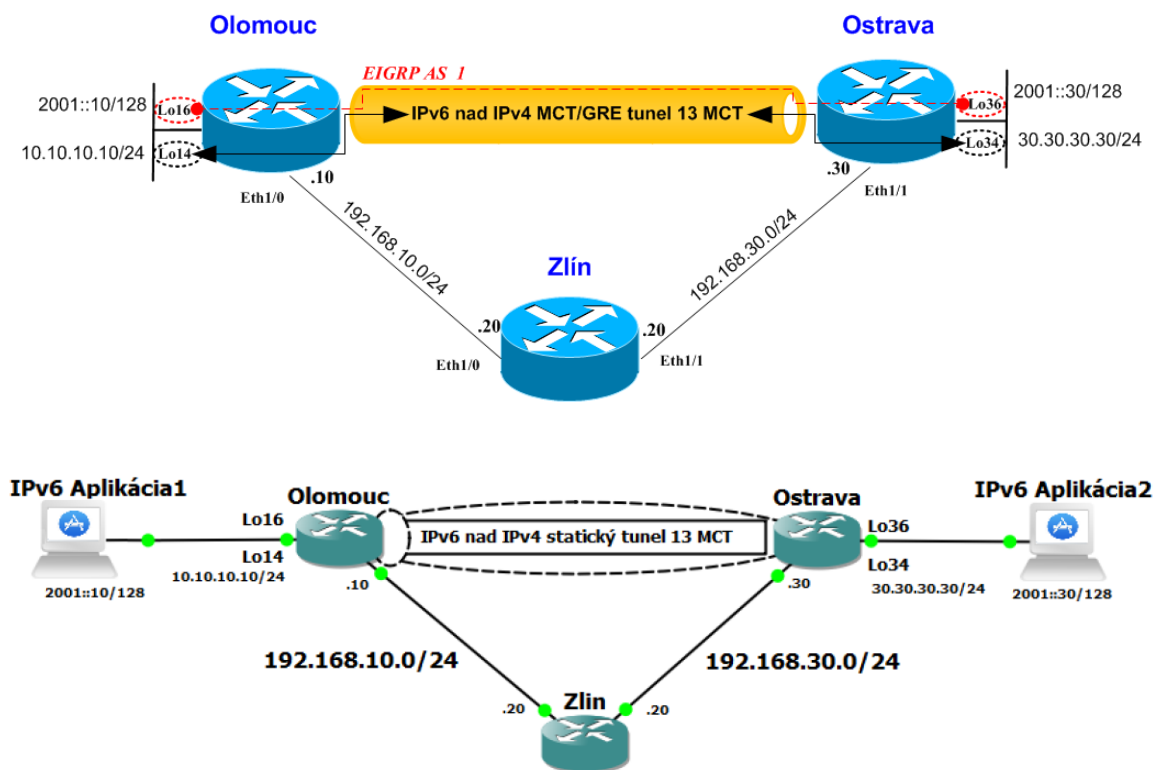 Olomouc
Ostrava
EIGRP AS 1
2001::10/128
Lo16
IPv6 nad IPv4 MCT/GRE tunel 13 MCT
Lo36
2001::30/128
10.10.10.10/24
Lo14
Lo34
30.30.30.30/24
.10
.30
Eth1/0
Eth1/1
192.168.10.0/24
192.168.30.0/24
Zlín
.20
.20
Eth1/0
Eth1/1
IPv6 Aplikácia1
Olomouc
Ostrava
IPv6 Aplikácia2
Lo16
IPv6 nad IPv4 statický tunel 13 MCT
Lo36
Lo14
Lo34
10.10.10.10/24
.10
.30
30.30.30.30/24
2001::10/128
2001::30/128
192.168.10.0/24
192.168.30.0/24
Zlin
.20
.20